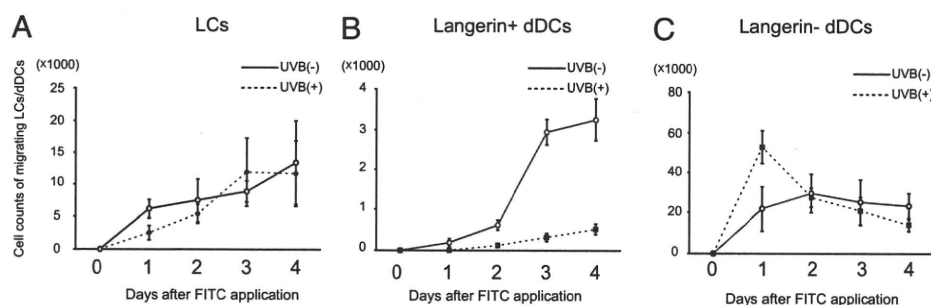 A
LCs
(x1000)
UVB(-)
UVB(+)
Cell counts of migrating LCs/dDCs
25
20
15
10
5
0
0 1 2 3 4
Days after FITC application
B
Langerin+ dDCs
(x1000)
UVB(-)
UVB(+)
4
3
2
1
0
0 1 2 3 4
Days after FITC application
C
Langerin- dDCs
(x1000)
UVB(-)
UVB(+)
80
60
40
20
0
0 1 2 3 4
Days after FITC application